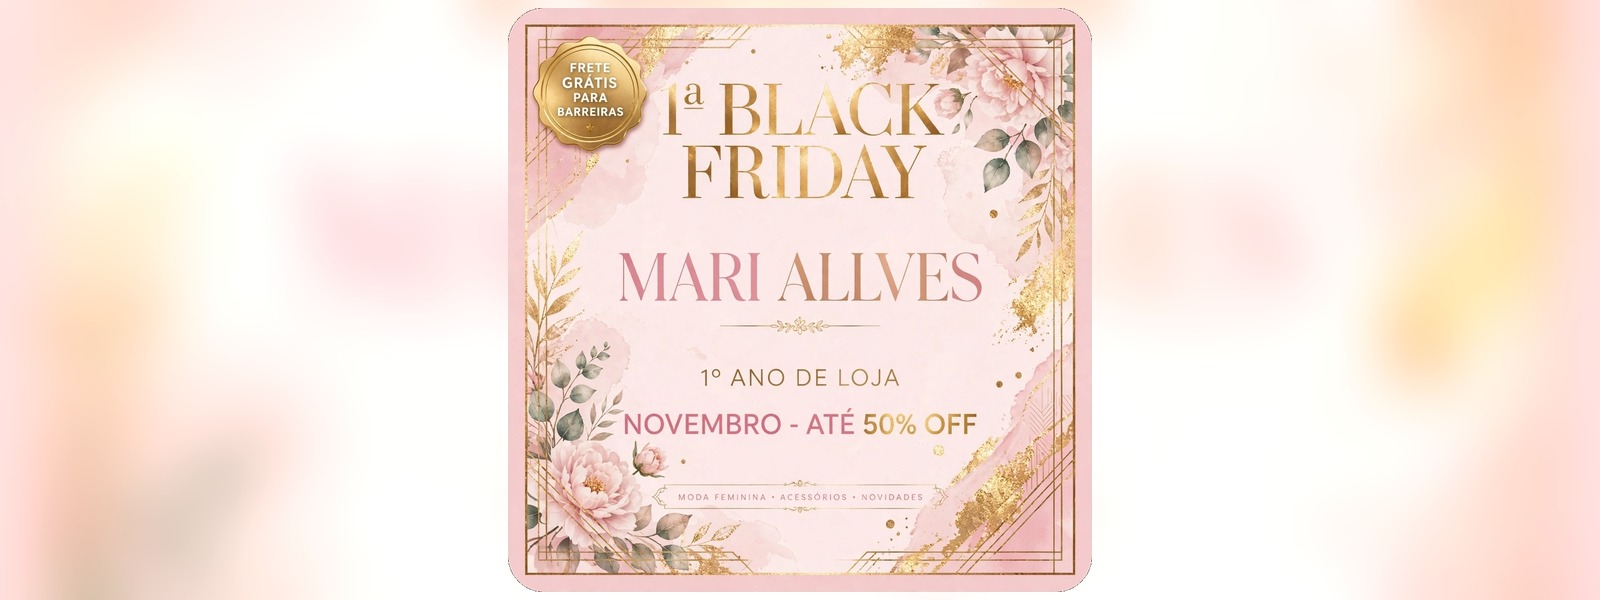 FRETE
GRÁTIS
PARA
BARREIRAS
1ª BLACK
FRIDAY
MARI ALLVES
1º ANO DE LOJA
NOVEMBRO - ATÉ 50% OFF
MODA FEMININA • ACESSÓRIOS • NOVIDADES